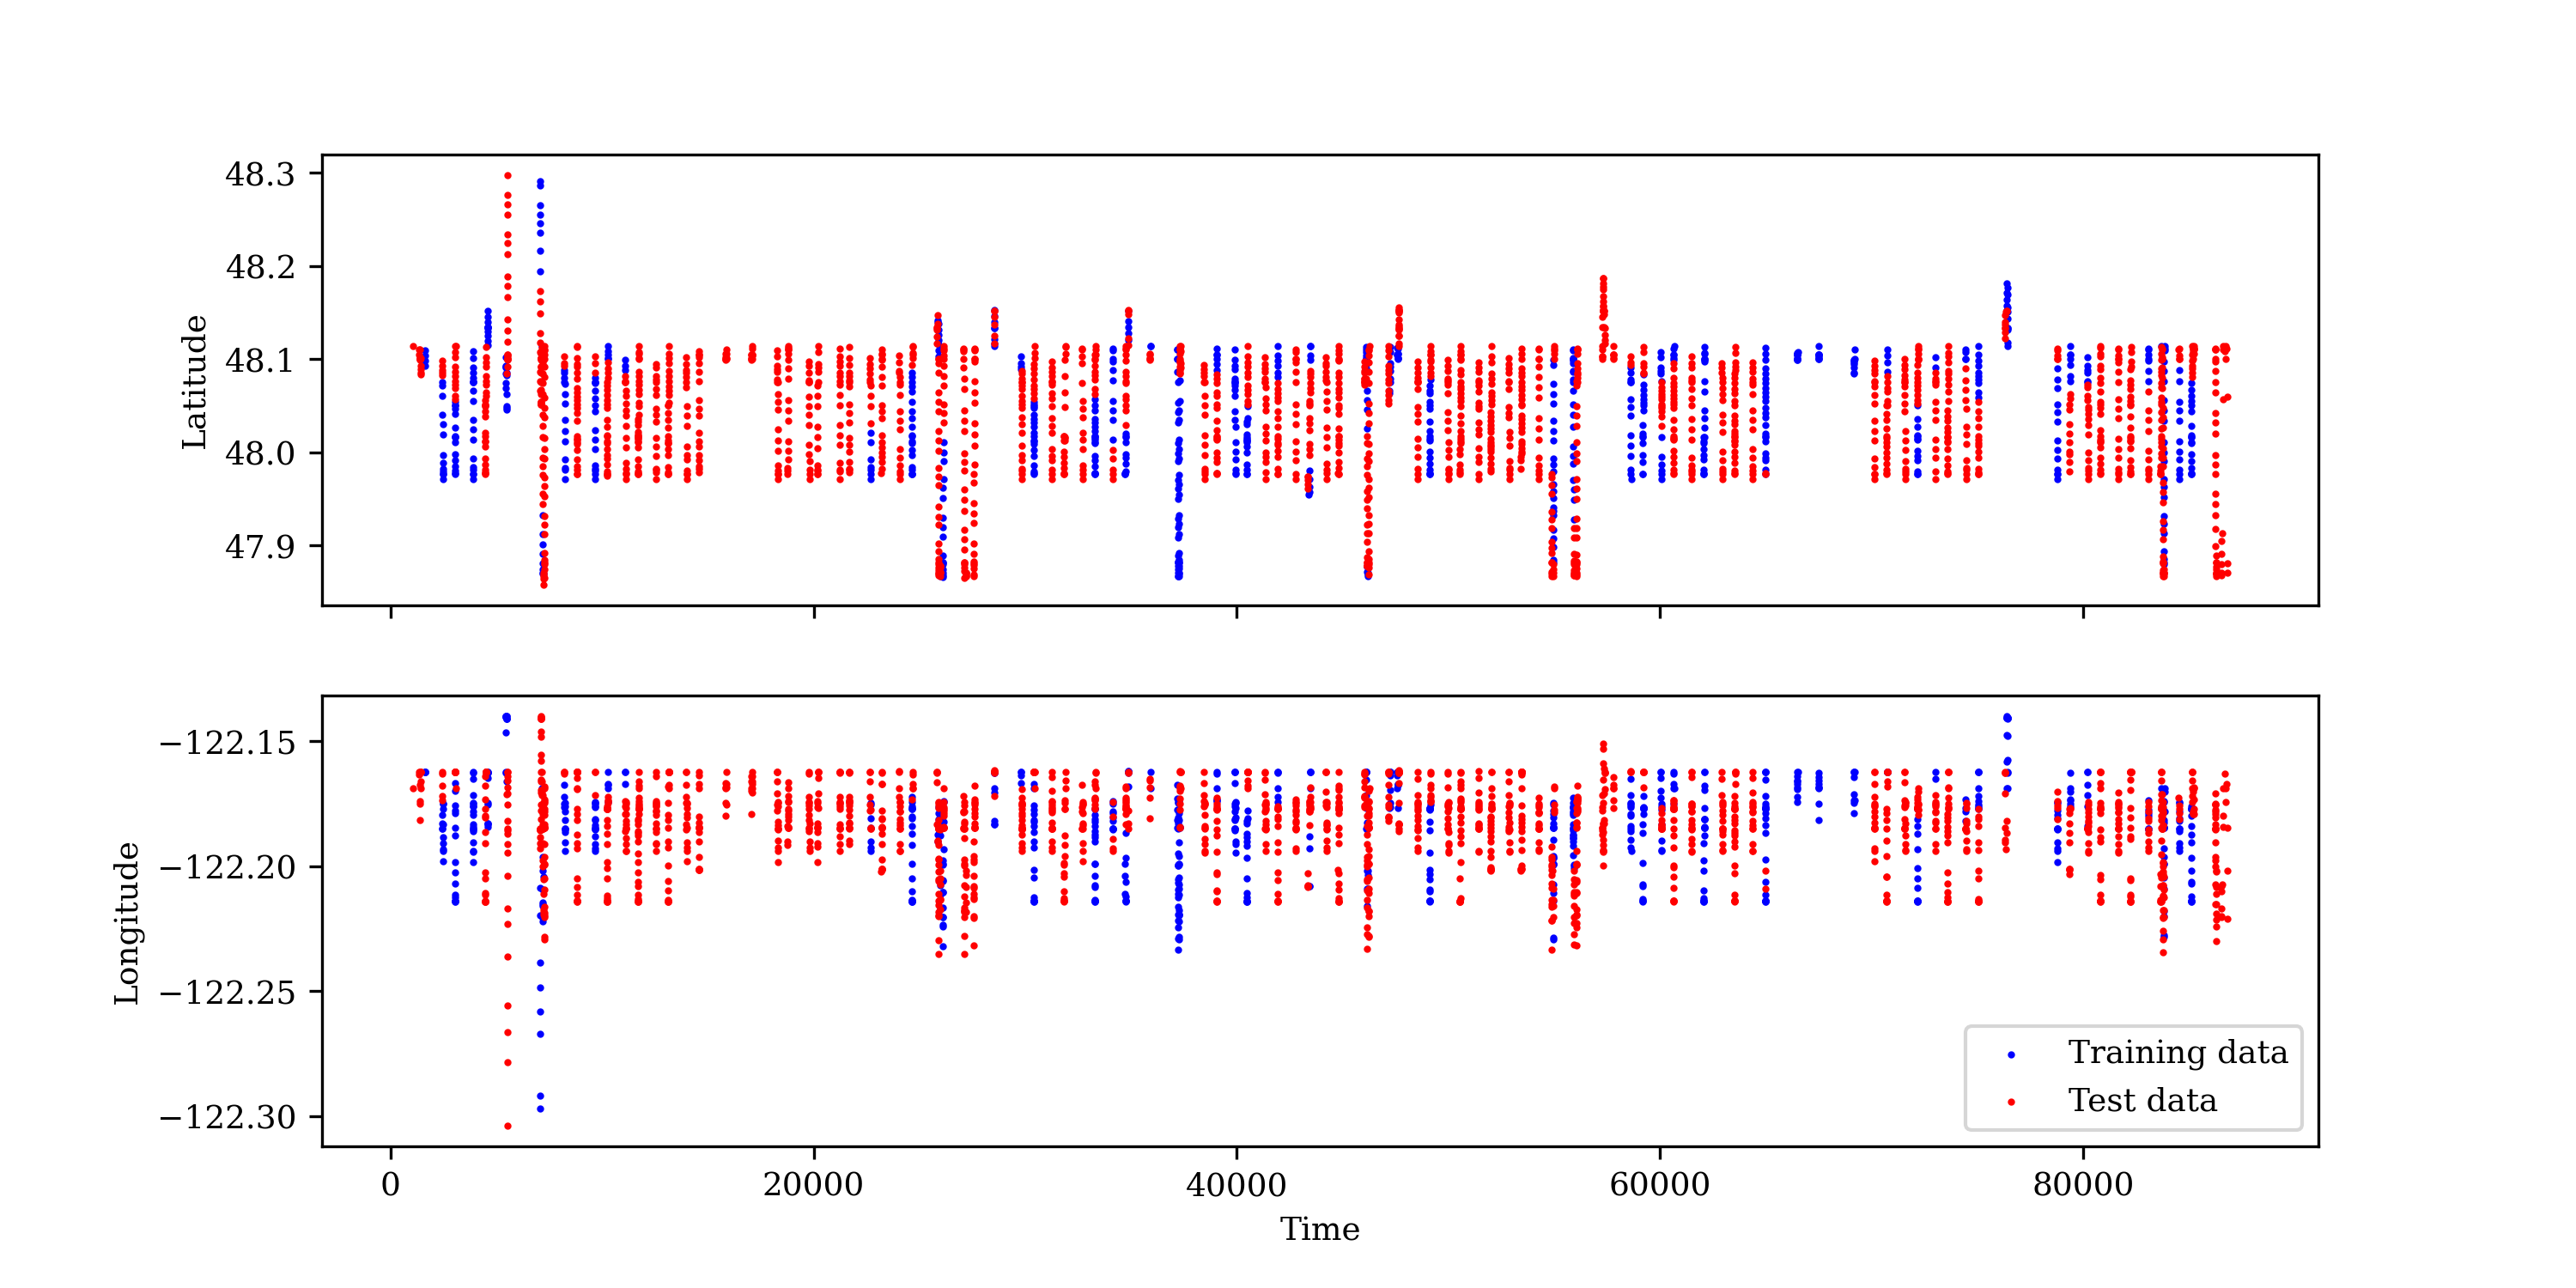 48.3
48.2
48.1
48.0
47.9
Latitude
−122.15
−122.20
−122.25
−122.30
Longitude
Training data
Test data
0 20000 40000 60000 80000
Time